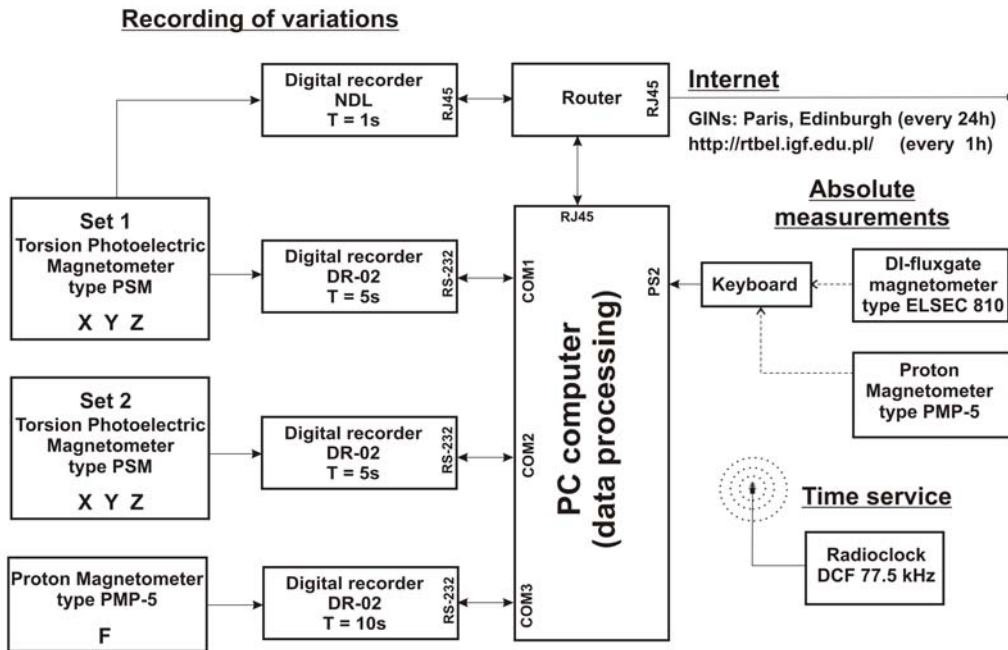 Recording of variations
Digital recorder
NDL
T = 1s
RJ45
Router
RJ45
Internet
GINs: Paris, Edinburgh (every 24h)
http://rtbel.igf.edu.pl/ (every 1h)
Set 1
Torsion Photoelectric
Magnetometer
type PSM
X Y Z
Digital recorder
DR-02
T = 5s
RS-232
Set 2
Torsion Photoelectric
Magnetometer
type PSM
X Y Z
Digital recorder
DR-02
T = 5s
RS-232
Proton Magnetometer
type PMP-5
F
Digital recorder
DR-02
T = 10s
RS-232
RJ45
COM1
COM2
COM3
PS2
PC computer
(data processing)
Absolute
measurements
Keyboard
DI-fluxgate
magnetometer
type ELSEC 810
Proton
Magnetometer
type PMP-5
Time service
Radioclock
DCF 77.5 kHz